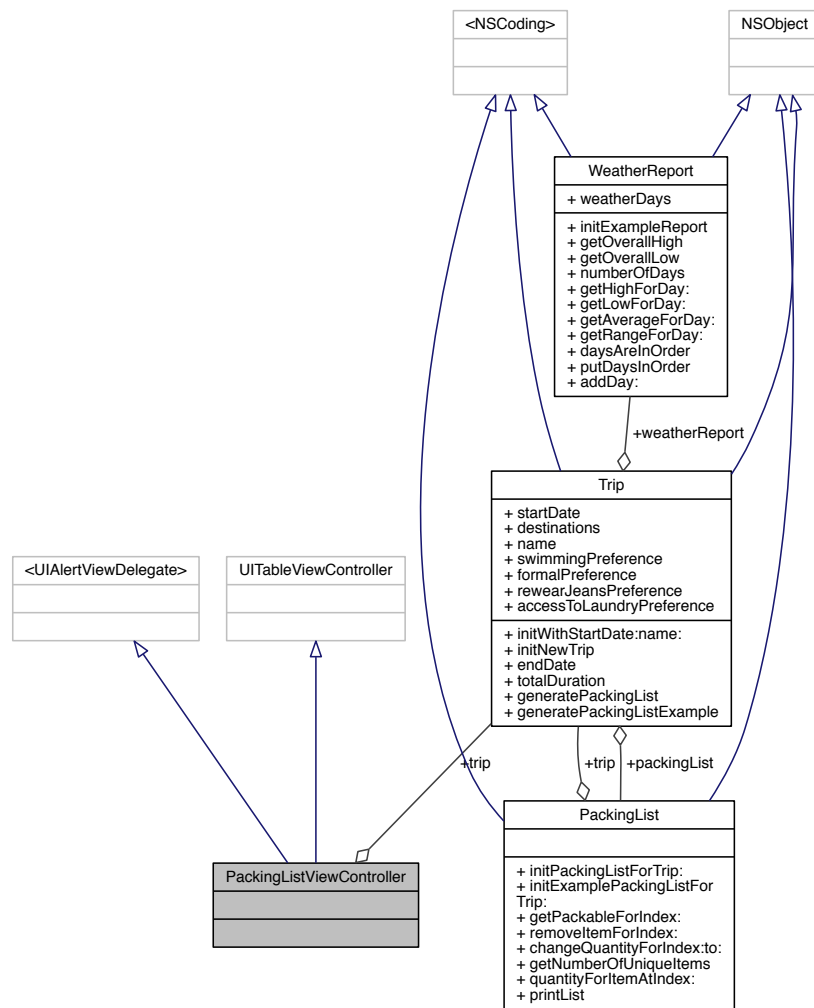 <NSCoding>
NSObject
WeatherReport
+ weatherDays
+ initExampleReport
+ getOverallHigh
+ getOverallLow
+ numberOfDays
+ getHighForDay:
+ getLowForDay:
+ getAverageForDay:
+ getRangeForDay:
+ daysAreInOrder
+ putDaysInOrder
+ addDay:
+weatherReport
Trip
+ startDate
+ destinations
+ name
+ swimmingPreference
+ formalPreference
+ rewearJeansPreference
+ accessToLaundryPreference
+ initWithStartDate:name:
+ initNewTrip
+ endDate
+ totalDuration
+ generatePackingList
+ generatePackingListExample
<UIAlertViewDelegate>
UITableViewController
+trip
+trip
+packingList
PackingListViewController
PackingList
+ initPackingListForTrip:
+ initExamplePackingListFor
Trip:
+ getPackableForIndex:
+ removeItemForIndex:
+ changeQuantityForIndex:to:
+ getNumberOfUniqueItems
+ quantityForItemAtIndex:
+ printList